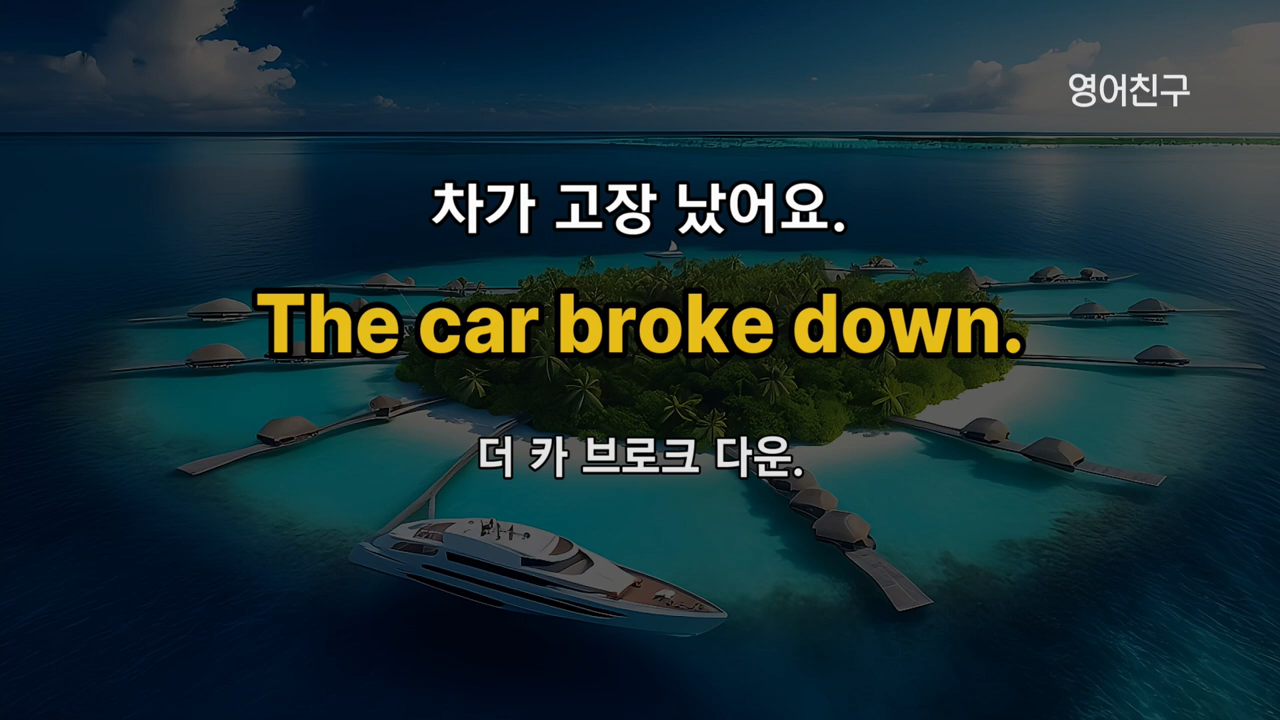 영어친구
차가 고장 났어요.
The car broke down.
더 카 브로크 다운.